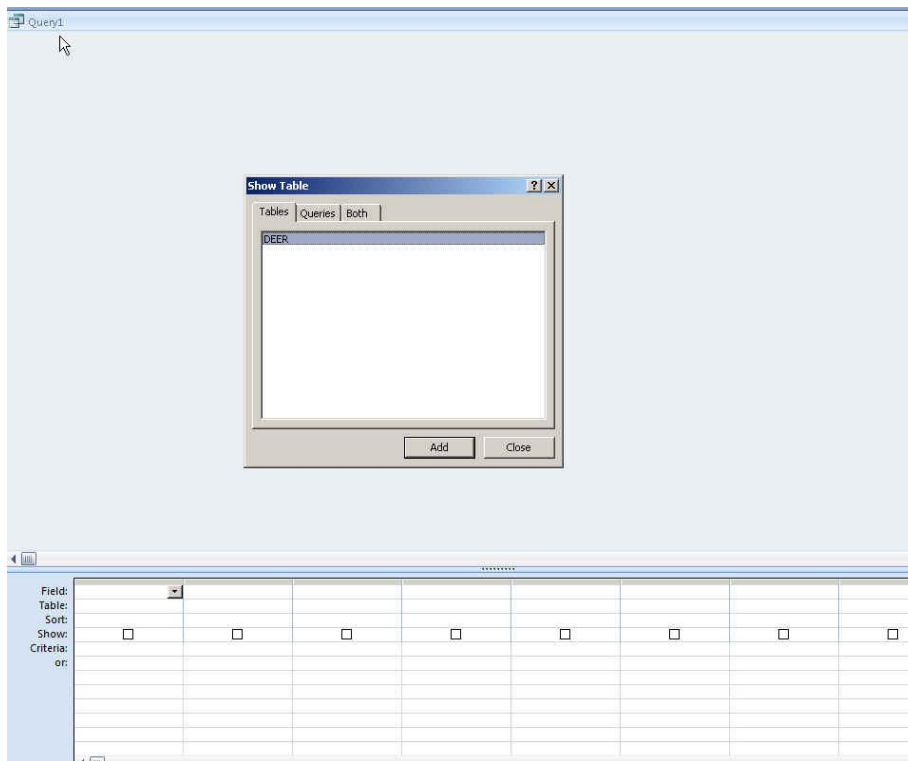 Query1
Show Table
Tables Queries Both
DEER
Add Close
Field:
Table:
Sort:
Show:
Criteria:
or: